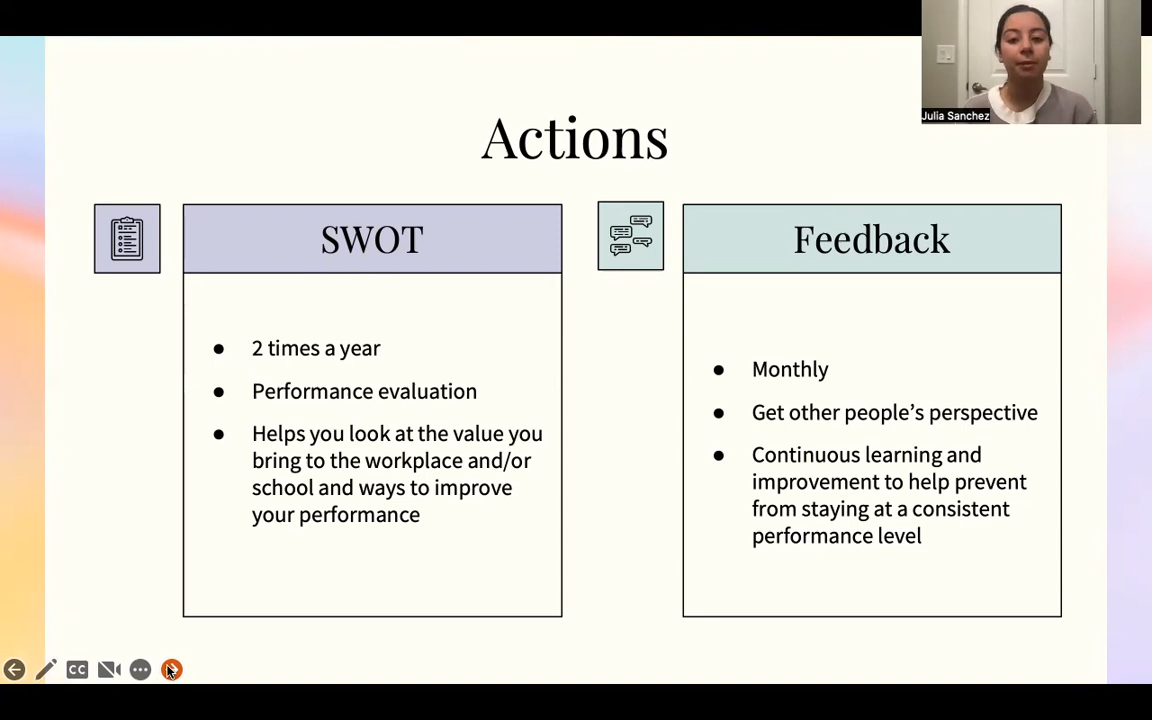 Julia Sanchez
Actions
SWOT
2 times a year
Performance evaluation
Helps you look at the value you
bring to the workplace and/or
school and ways to improve
your performance
Feedback
Monthly
Get other people’s perspective
Continuous learning and
improvement to help prevent
from staying at a consistent
performance level
CC